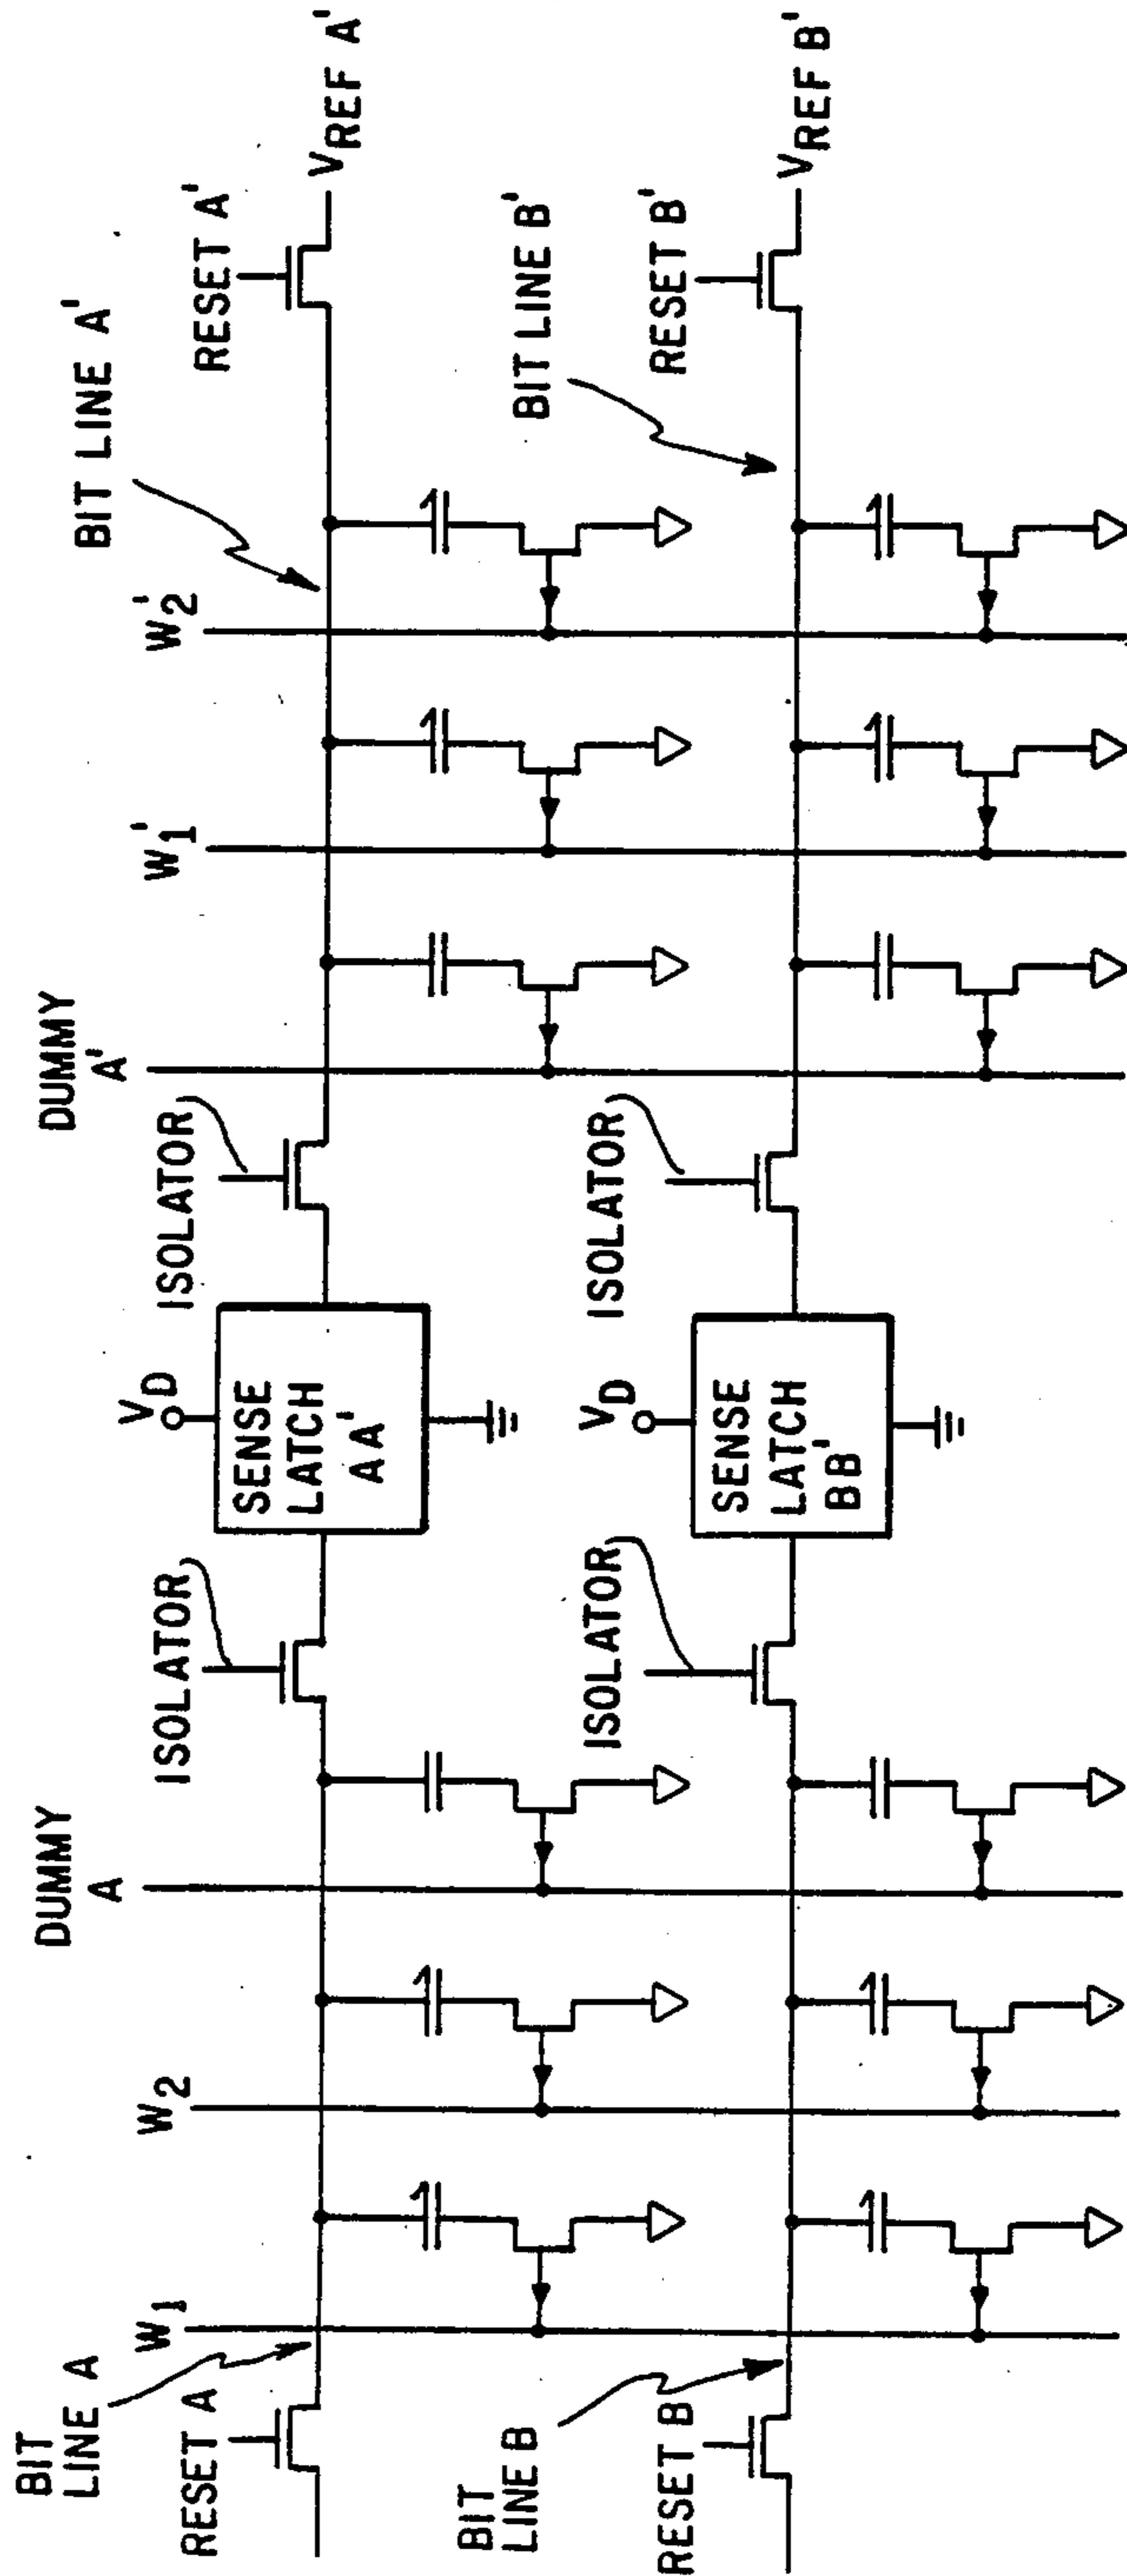 BIT
LINE A
RESET A
W1
W2
DUMMY
A
ISOLATOR
VD
SENSE
LATCH
AA'
ISOLATOR
DUMMY
A'
W1'
W2'
BIT LINE A'
RESET A'
VREF A'
BIT
LINE B
RESET B
ISOLATOR
VD
SENSE
LATCH
BB'
ISOLATOR
BIT LINE B'
RESET B'
VREF B'